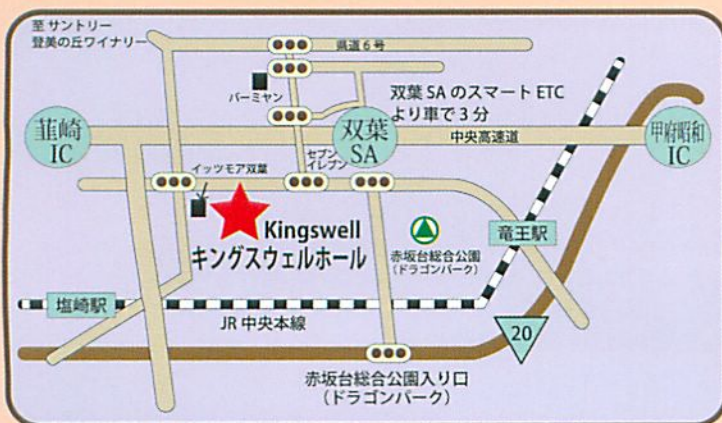 至 サントリー
登美の丘ワイナリー
県道6号
バーミヤン
双葉 SA のスマート ETC
より車で 3 分
韮崎
IC
双葉
SA
中央高速道
甲府昭和
IC
セブン
イレブン
イッツモア双葉
Kingswell
キングスウェルホール
赤坂台総合公園
(ドラゴンパーク)
竜王駅
塩崎駅
JR 中央本線
20
赤坂台総合公園入り口
(ドラゴンパーク)